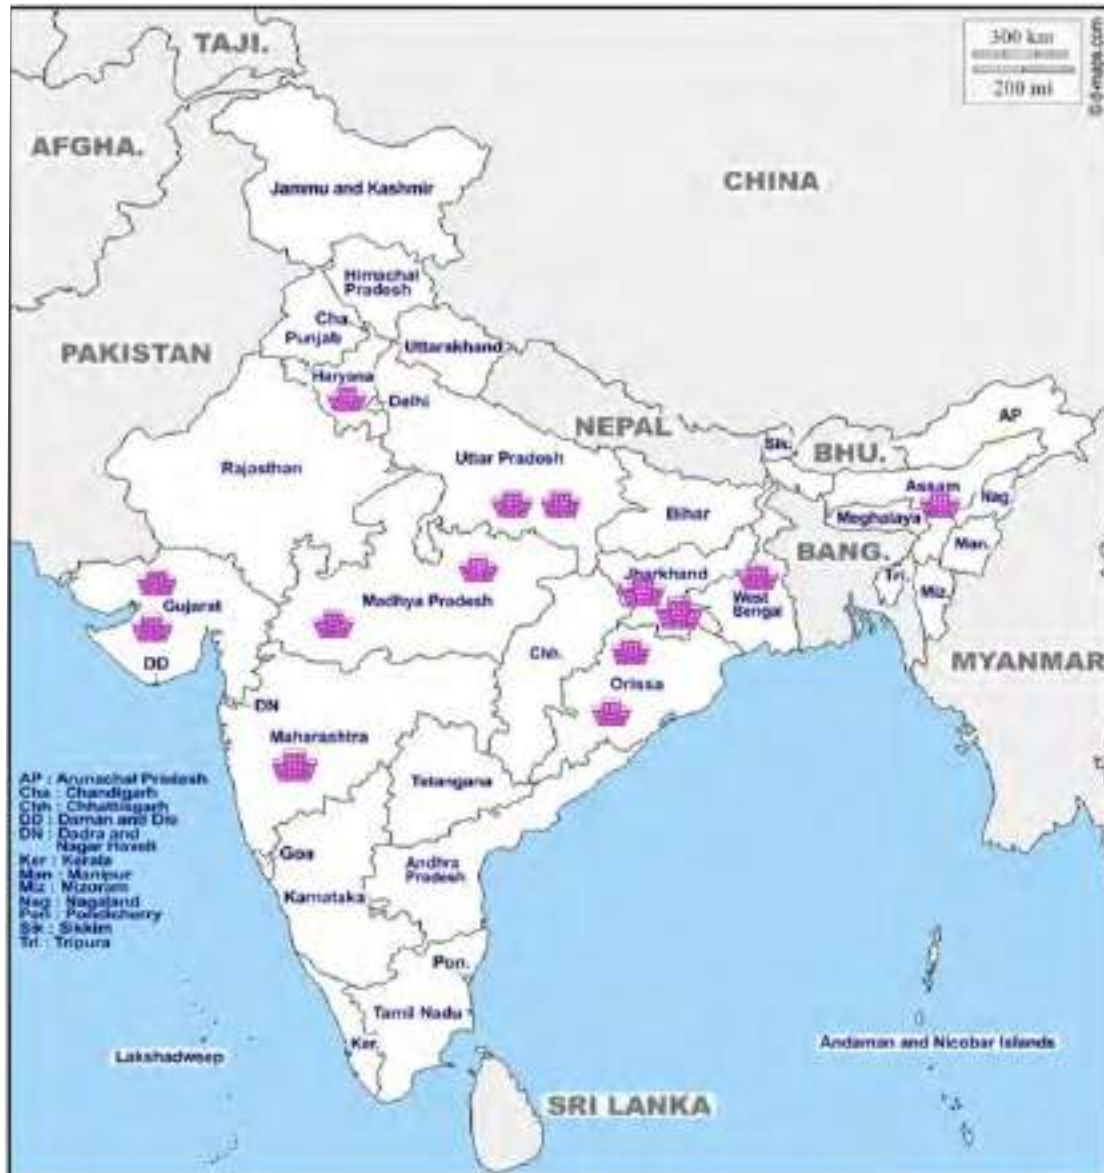 TAJI.
300 km
200 mi
© d-maps.com
AFGHA.
CHINA
Jammu and Kashmir
Himachal
Pradesh
Cha.
Punjab
PAKISTAN
Uttarakhand
Haryana
Delhi
NEPAL
Sik.
BHU.
AP
Rajasthan
Uttar Pradesh
Assam
Nag.
Bihar
Meghalaya
BANG.
Man.
Jharkhand
Tri.
Miz.
Gujarat
Madhya Pradesh
West
Bengal
DD
Chh.
MYANMAR
Orissa
DN
Maharashtra
Telangana
AP : Arunachal Pradesh
Cha : Chandigarh
Chh : Chhattisgarh
DD : Daman and Diu
DN : Dadra and
Nagar Haveli
Ker : Kerala
Man : Manipur
Miz : Mizoram
Nag : Nagaland
Pon : Pondicherry
Sik : Sikkim
Tri : Tripura
Goa
Andhra
Pradesh
Karnataka
Pon.
Tamil Nadu
Ker.
Lakshadweep
Andaman and Nicobar Islands
SRI LANKA